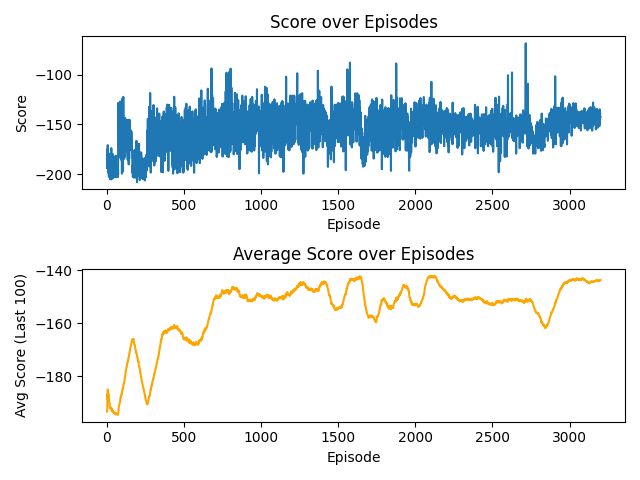 Score over Episodes
Score
−100
−150
−200
0 500 1000 1500 2000 2500 3000
Episode
Average Score over Episodes
Avg Score (Last 100)
−140
−160
−180
0 500 1000 1500 2000 2500 3000
Episode